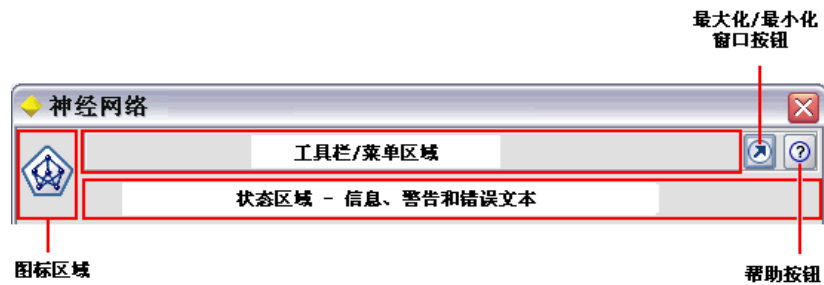 最大化/最小化
窗口按钮
神经网络
工具栏/菜单区域
状态区域 - 信息、警告和错误文本
图标区域
帮助按钮